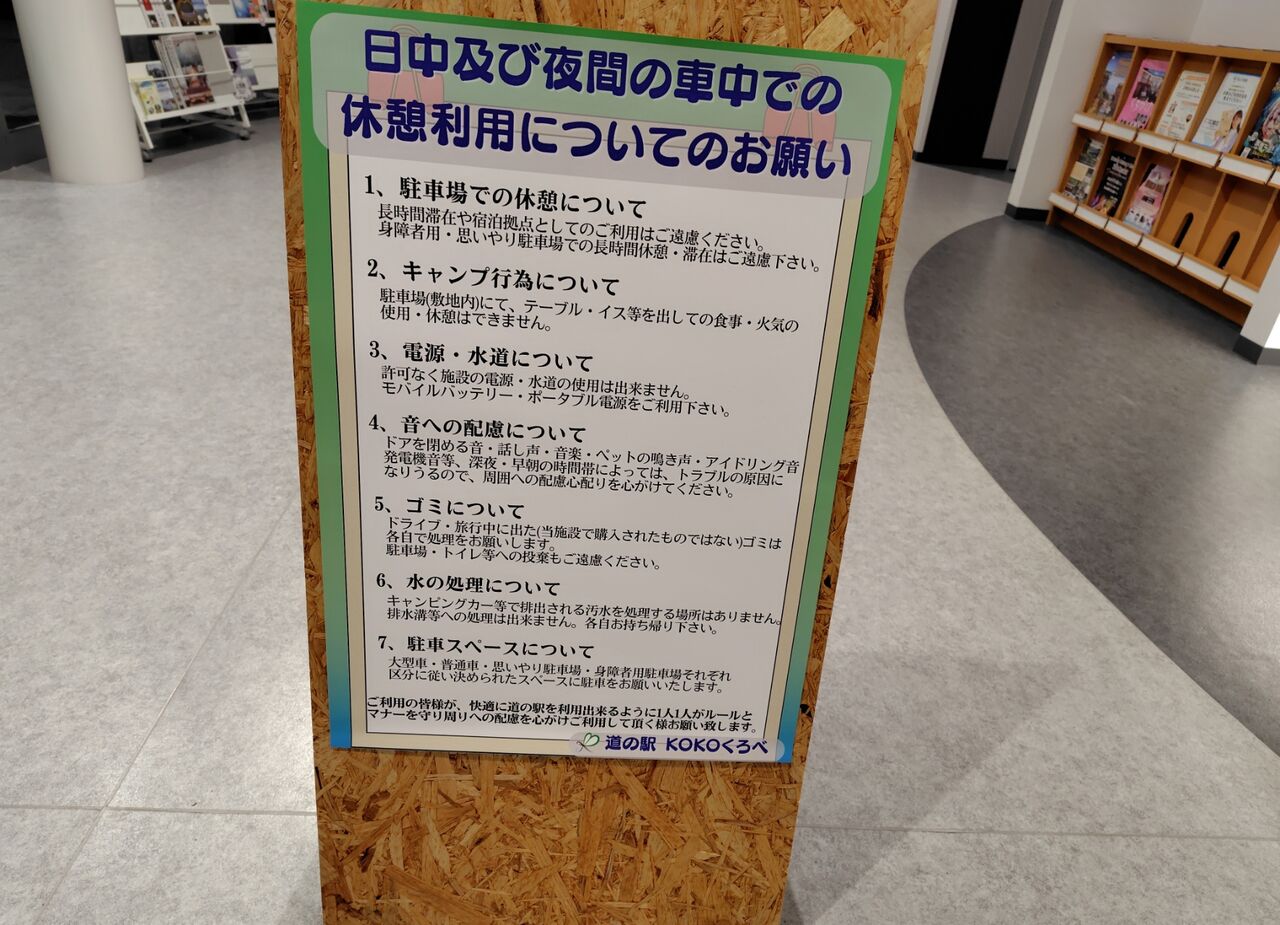 日中及び夜間の車中での
休憩利用についてのお願い
1、駐車場での休憩について
長時間滞在や宿泊拠点としてのご利用はご遠慮ください。
身障者用・思いやり駐車場での長時間休憩・滞在はご遠慮下さい。
2、キャンプ行為について
駐車場(敷地内)にて、テーブル・イス等を出しての食事・火気の
使用・休憩はできません。
3、電源・水道について
許可なく施設の電源・水道の使用は出来ません。
モバイルバッテリー・ポータブル電源をご利用下さい。
4、音への配慮について
ドアを閉める音・話し声・音楽・ペットの鳴き声・アイドリング音
発電機音等、深夜・早朝の時間帯によっては、トラブルの原因に
なりうるので、周囲への配慮心配りを心がけてください。
5、ゴミについて
ドライブ・旅行中に出た(当施設で購入されたものではない)ゴミは
各自で処理をお願いします。
駐車場・トイレ等への投棄もご遠慮ください。
6、水の処理について
キャンピングカー等で排出される汚水を処理する場所はありません。
排水溝等への処理は出来ません。各自お持ち帰り下さい。
7、駐車スペースについて
大型車・普通車・思いやり駐車場・身障者用駐車場それぞれ
区分に従い決められたスペースに駐車をお願いいたします。
ご利用の皆様が、快適に道の駅を利用出来るように1人1人がルールと
マナーを守り周りへの配慮を心がけご利用して頂く様お願い致します。
道の駅 KOKOくろべ